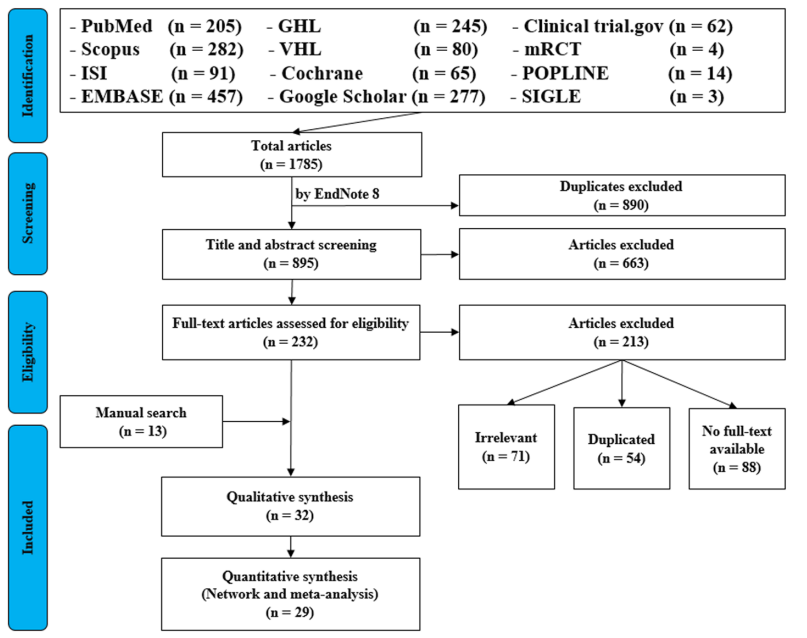 Identification
- PubMed (n = 205) - GHL (n = 245) - Clinical trial.gov (n = 62)
- Scopus (n = 282) - VHL (n = 80) - mRCT (n = 4)
- ISI (n = 91) - Cochrane (n = 65) - POPLINE (n = 14)
- EMBASE (n = 457) - Google Scholar (n = 277) - SIGLE (n = 3)
Total articles
(n = 1785)
Screening
by EndNote 8
Duplicates excluded
(n = 890)
Title and abstract screening
(n = 895)
Articles excluded
(n = 663)
Eligibility
Full-text articles assessed for eligibility
(n = 232)
Articles excluded
(n = 213)
Manual search
(n = 13)
Irrelevant
(n = 71)
Duplicated
(n = 54)
No full-text
available
(n = 88)
Included
Qualitative synthesis
(n = 32)
Quantitative synthesis
(Network and meta-analysis)
(n = 29)